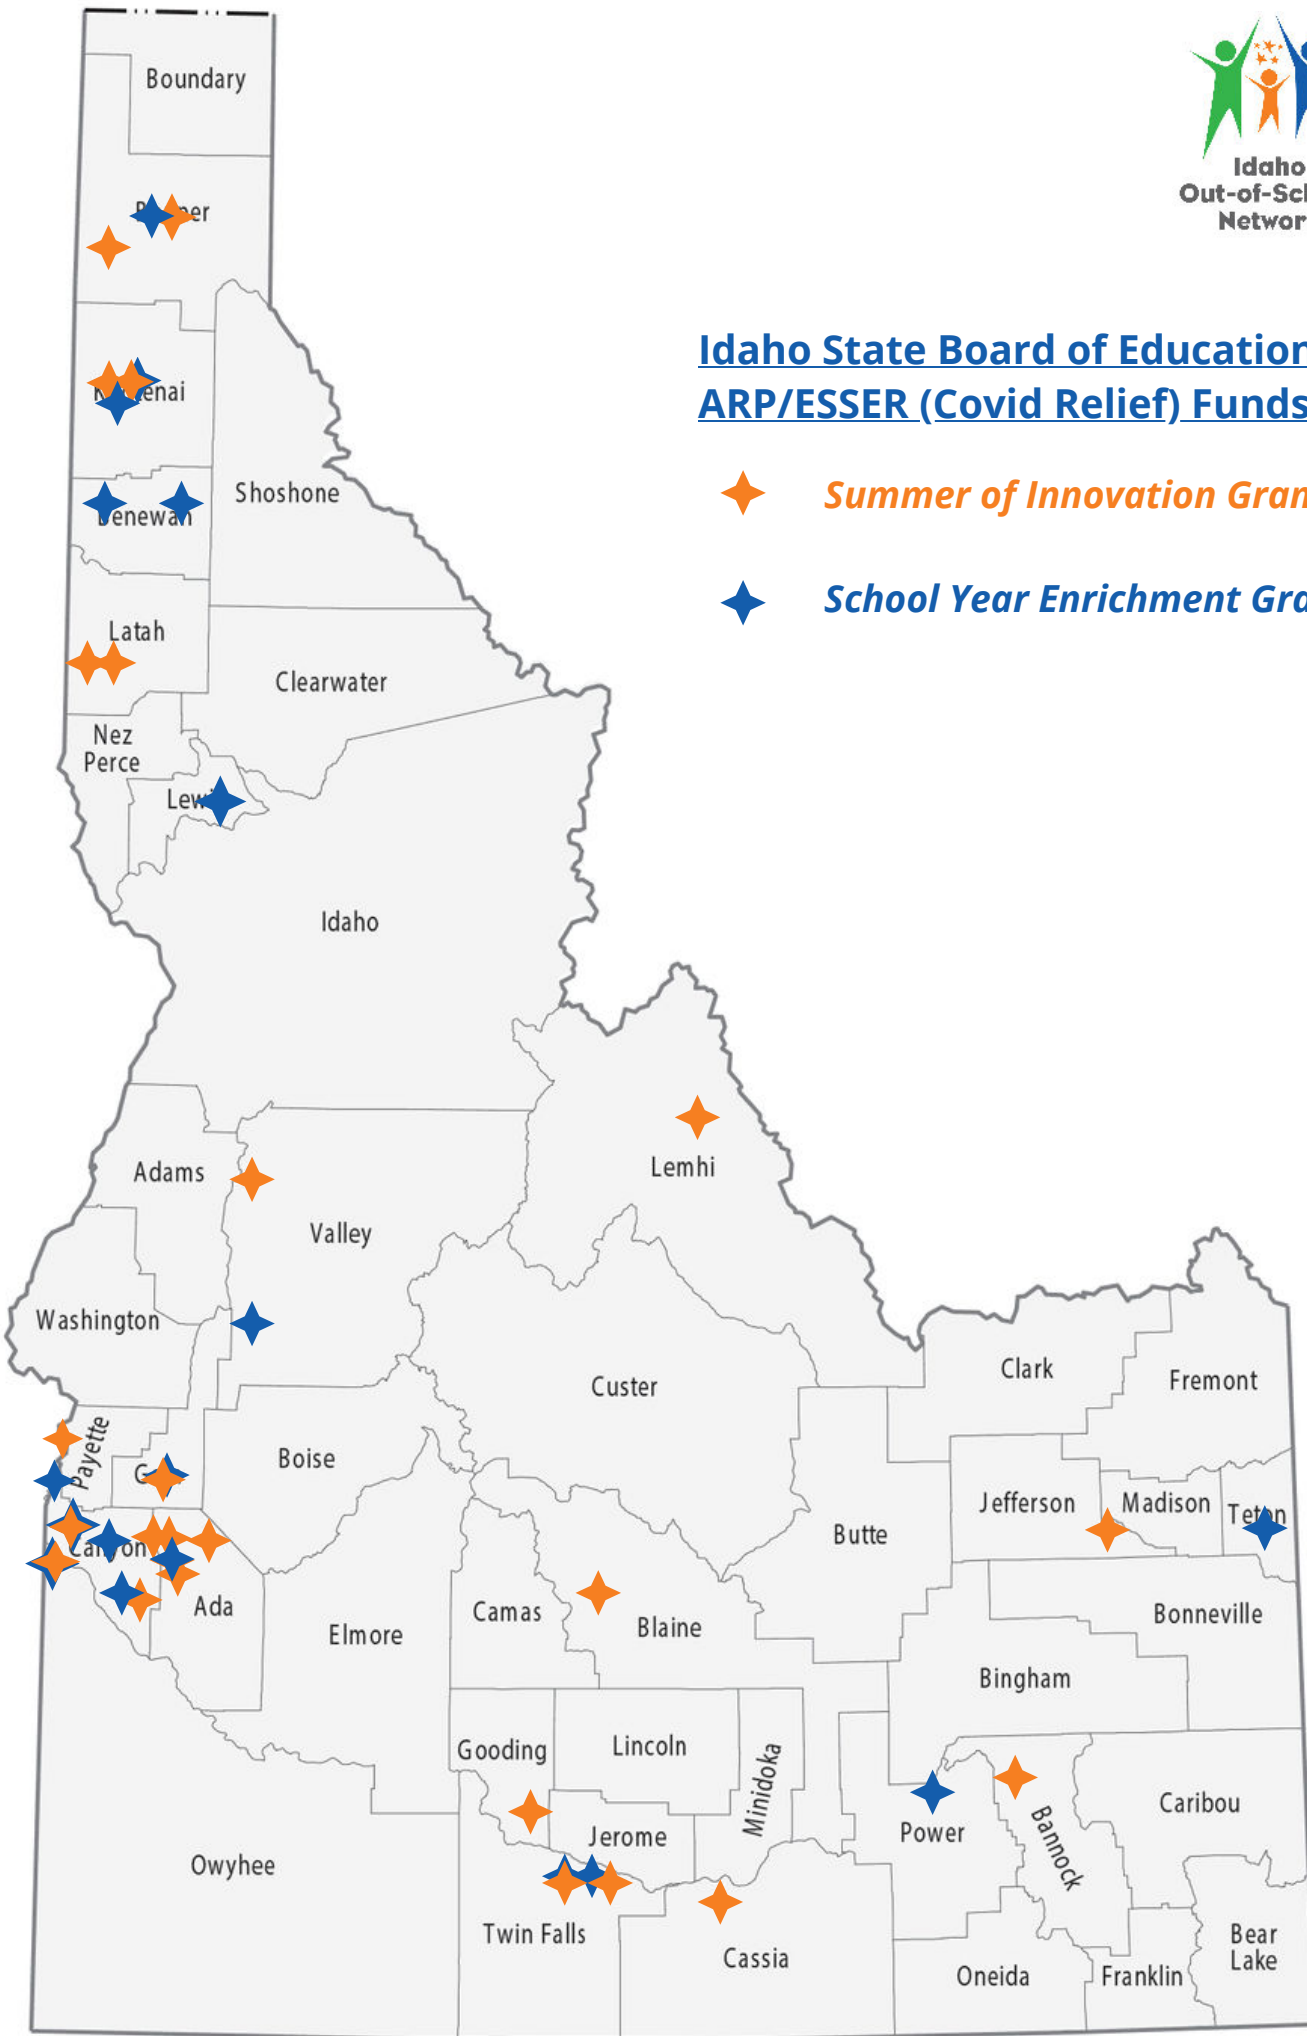 Boundary
Idaho
Out-of-Sc
Networ
Idaho State Board of Education
ARP/ESSER (Covid Relief) Funds
Summer of Innovation Gran
School Year Enrichment Gra
Shoshone
Latah
Clearwater
Nez
Perce
Idaho
Lemhi
Adams
Valley
Washington
Custer
Clark
Fremont
Payette
Boise
Jefferson
Madison
Teton
Butte
Canyon
Ada
Elmore
Camas
Blaine
Bonneville
Bingham
Gooding
Lincoln
Minidoka
Jerome
Power
Bannock
Caribou
Owyhee
Twin Falls
Cassia
Oneida
Franklin
Bear
Lake